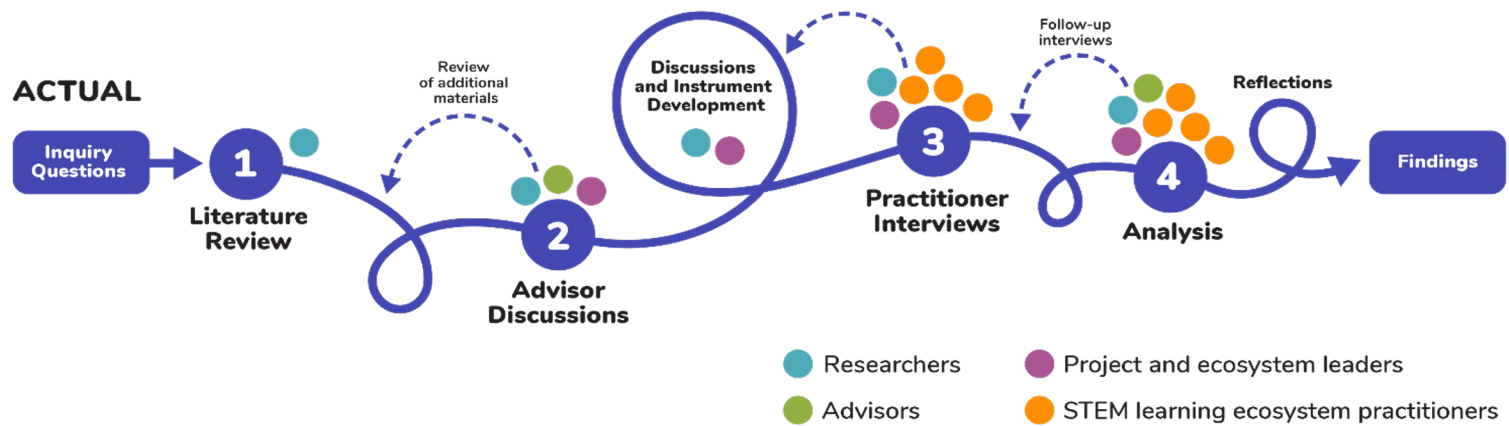 ACTUAL
Inquiry
Questions
1
Literature
Review
Review
of additional
materials
2
Advisor
Discussions
Discussions
and Instrument
Development
3
Practitioner
Interviews
Follow-up
interviews
4
Analysis
Reflections
Findings
Researchers
Project and ecosystem leaders
Advisors
STEM learning ecosystem practitioners